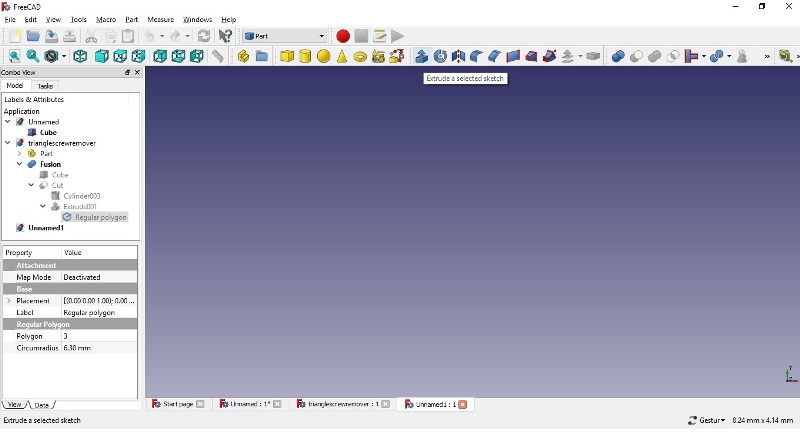 FreeCAD
File Edit View Tools Macro Part Measure Windows Help
Part
Combo View
Extrude a selected sketch
Model Tasks
Labels & Attributes
Application
Unnamed
Cube
trianglescrewremover
Part
Fusion
Cube
Cut
Cylinder003
Extrude001
Regular polygon
Unnamed1
Property Value
Attachment
Map Mode Deactivated
Base
Placement [(0.00 0.00 1.00); 0.00 ...
Label Regular polygon
Regular Polygon
Polygon 3
Circumradius 6.30 mm
View Data
Start page Unnamed : 1* trianglescrewremover : 1 Unnamed1 : 1
Extrude a selected sketch
Gestur 8.24 mm x 4.14 mm